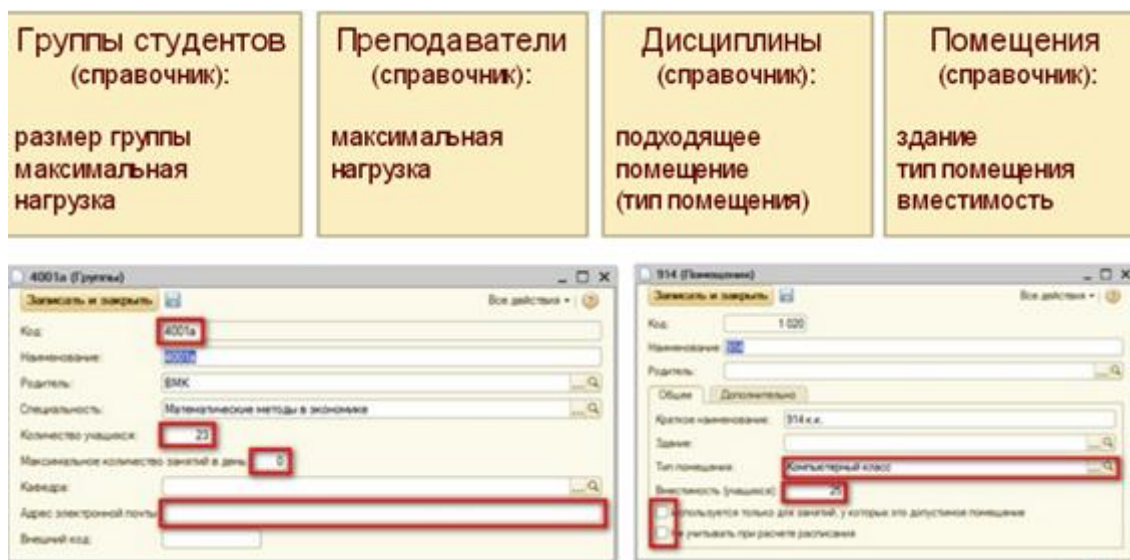 Группы студентов
(справочник):
размер группы
максимальная
нагрузка
Преподаватели
(справочник):
максимальная
нагрузка
Дисциплины
(справочник):
подходящее
помещение
(тип помещения)
Помещения
(справочник):
здание
тип помещения
вместимость
4001а (Группы)
Записать и закрыть
Все действия
Код:
4001а
Наименование:
4001а
Родитель:
ВМК
Специальность:
Математические методы в экономике
Количество учащихся:
23
Максимальное количество занятий в день:
0
Кафедра:
Адрес электронной почты
Внешний код:
914 (Помещения)
Записать и закрыть
Все действия
Код:
1 020
Наименование:
914
Родитель:
Общие
Дополнительно
Краткое наименование:
914 к.к.
Здание:
Тип помещения:
Компьютерный класс
Вместимость (учащихся):
25
используется только для занятий, у которых это допустимое помещение
не учитывать при расчете расписания